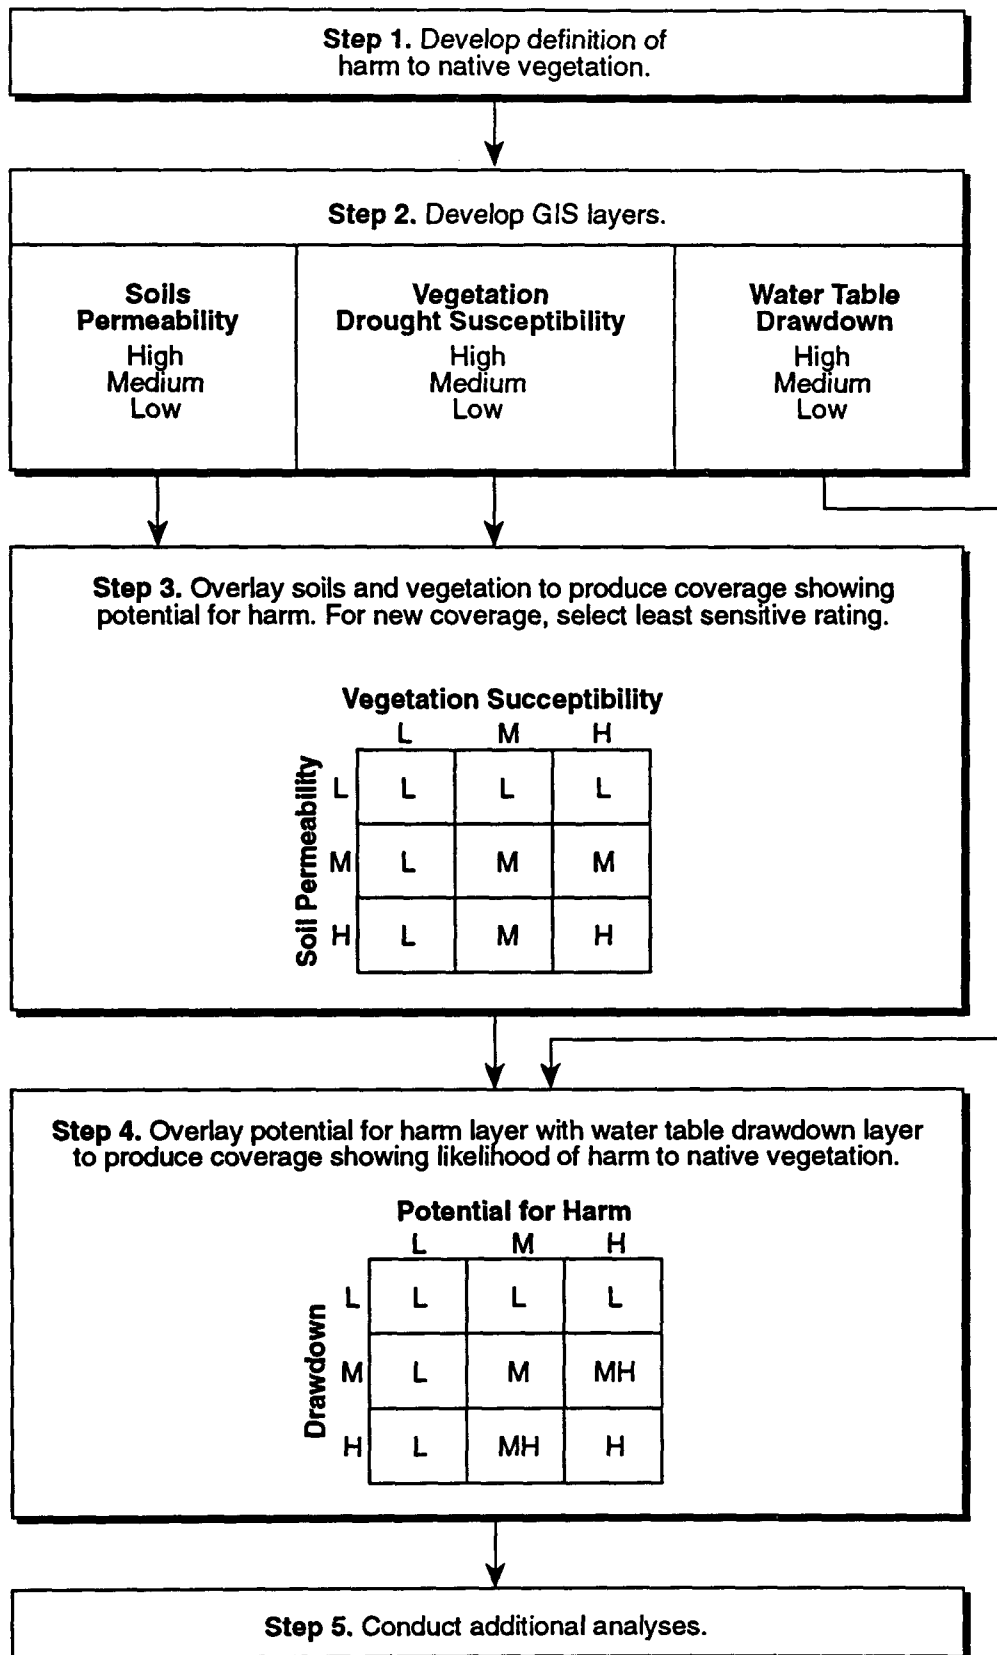 Step 1. Develop definition of
harm to native vegetation.
Step 2. Develop GIS layers.
Soils
Permeability
High
Medium
Low
Vegetation
Drought Susceptibility
High
Medium
Low
Water Table
Drawdown
High
Medium
Low
Step 3. Overlay soils and vegetation to produce coverage showing
potential for harm. For new coverage, select least sensitive rating.
Vegetation Succeptibility
L M H
Soil Permeability
L L L L
M L M M
H L M H
Step 4. Overlay potential for harm layer with water table drawdown layer
to produce coverage showing likelihood of harm to native vegetation.
Potential for Harm
L M H
Drawdown
L L L L
M L M MH
H L MH H
Step 5. Conduct additional analyses.